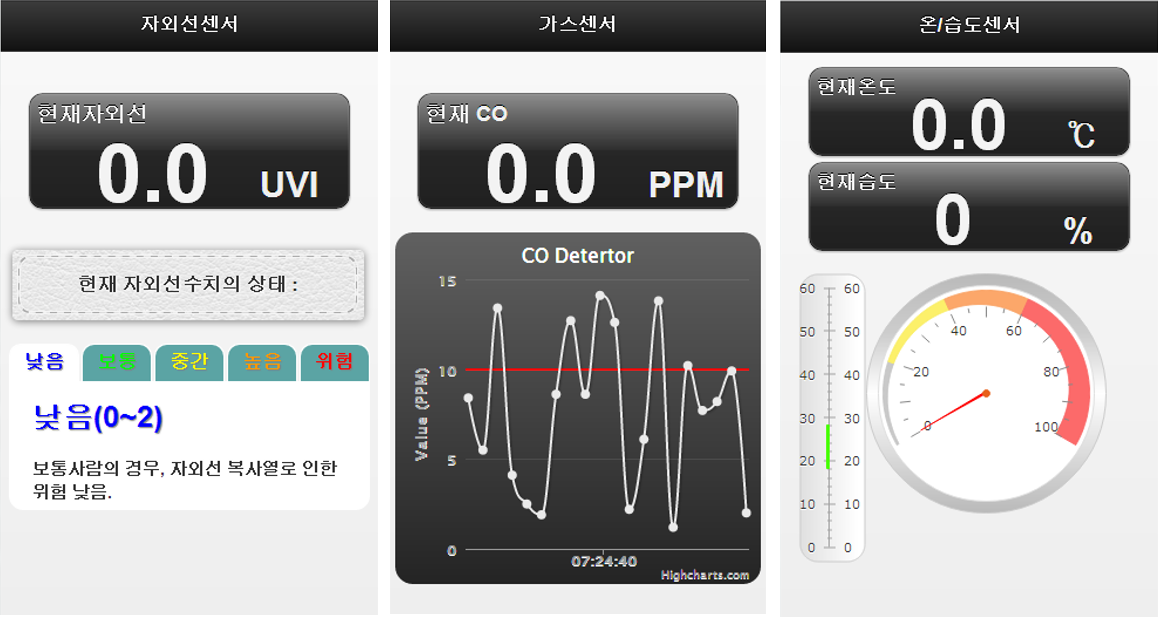 자외선센서
현재자외선
0.0 UVI
현재 자외선수치의 상태 :
낮음 보통 중간 높음 위험
낮음(0~2)
보통사람의 경우, 자외선 복사열로 인한
위험 낮음.
가스센서
현재 CO
0.0 PPM
CO Detertor
Value (PPM)
15
10
5
0
07:24:40
Highcharts.com
온/습도센서
현재온도
0.0 ℃
현재습도
0 %
60 60
50 50
40 40
30 30
20 20
10 10
0 0
0
20
40
60
80
100